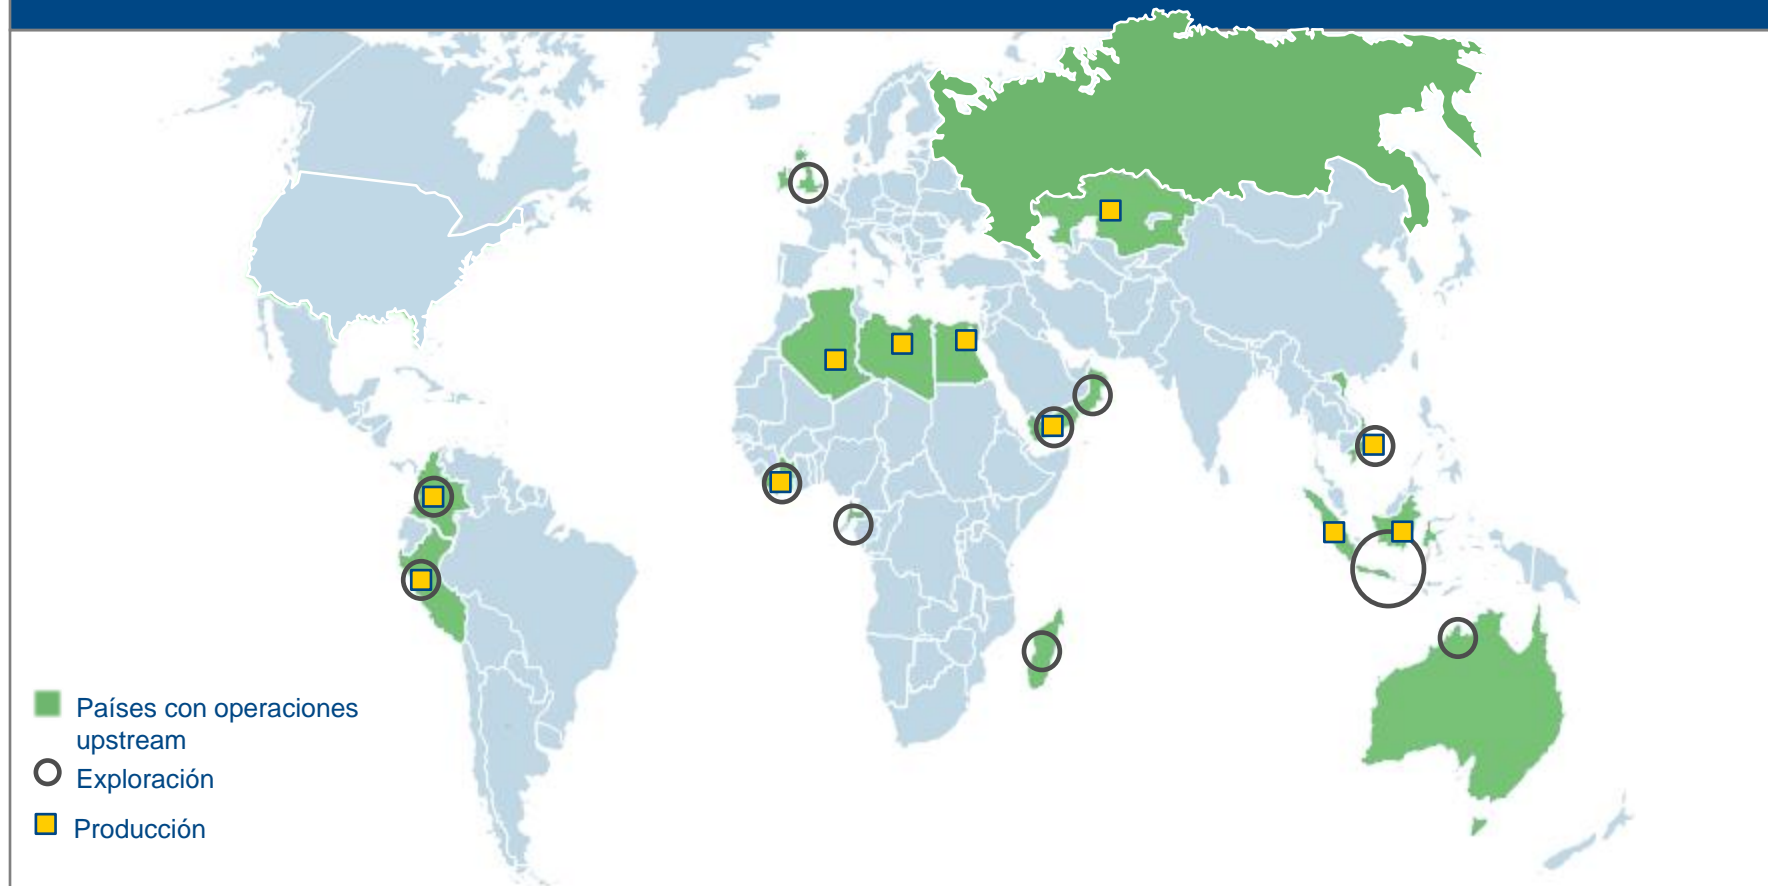 Países con operaciones
upstream
Exploración
Producción